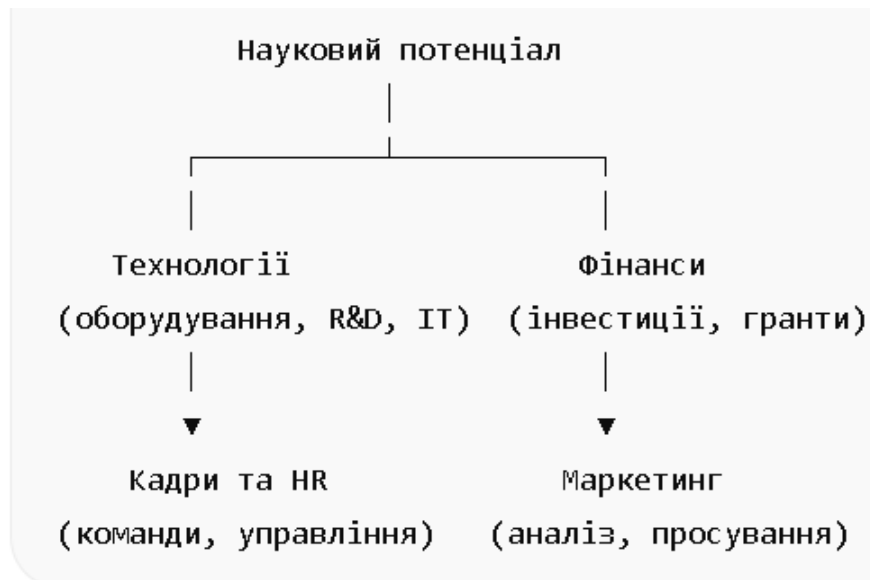 Науковий потенціал
Технології Фінанси
(оборудування, R&D, IT) (інвестиції, гранти)
Кадри та HR Маркетинг
(команди, управління) (аналіз, просування)